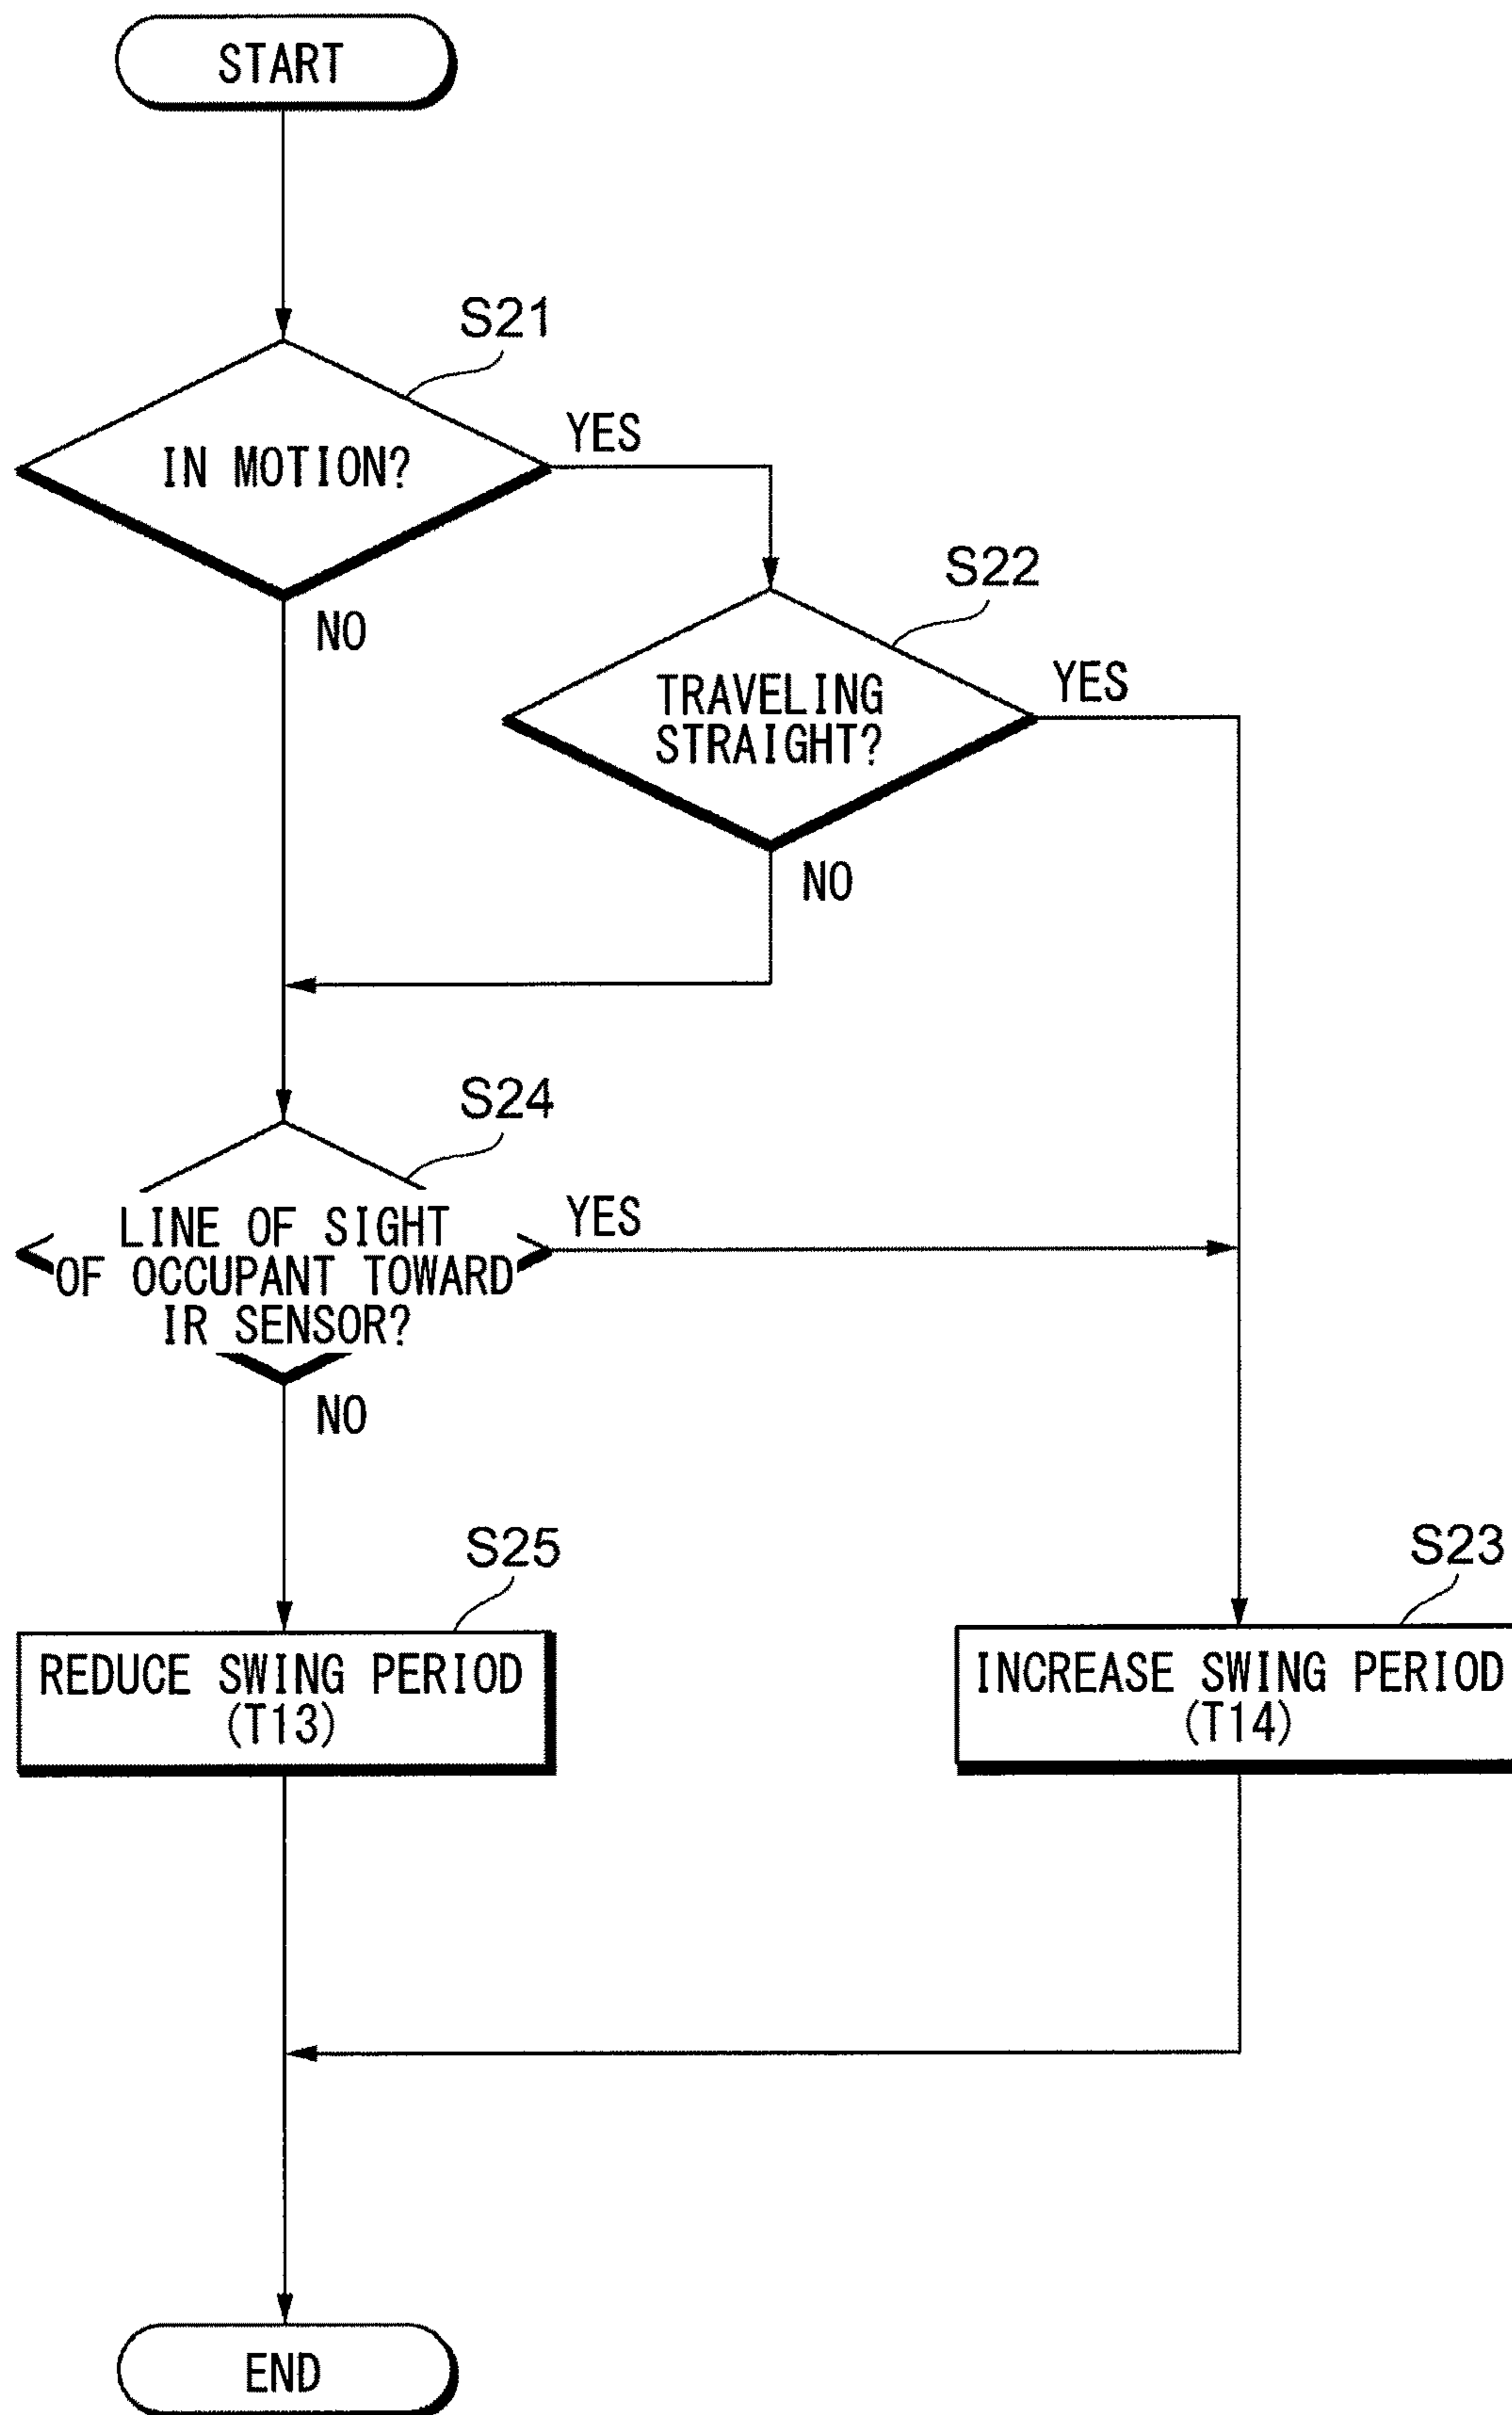 START
S21
IN MOTION?
YES
NO
S22
TRAVELING
STRAIGHT?
YES
NO
S24
LINE OF SIGHT
OF OCCUPANT TOWARD
IR SENSOR?
YES
NO
S25
REDUCE SWING PERIOD
(T13)
S23
INCREASE SWING PERIOD
(T14)
END